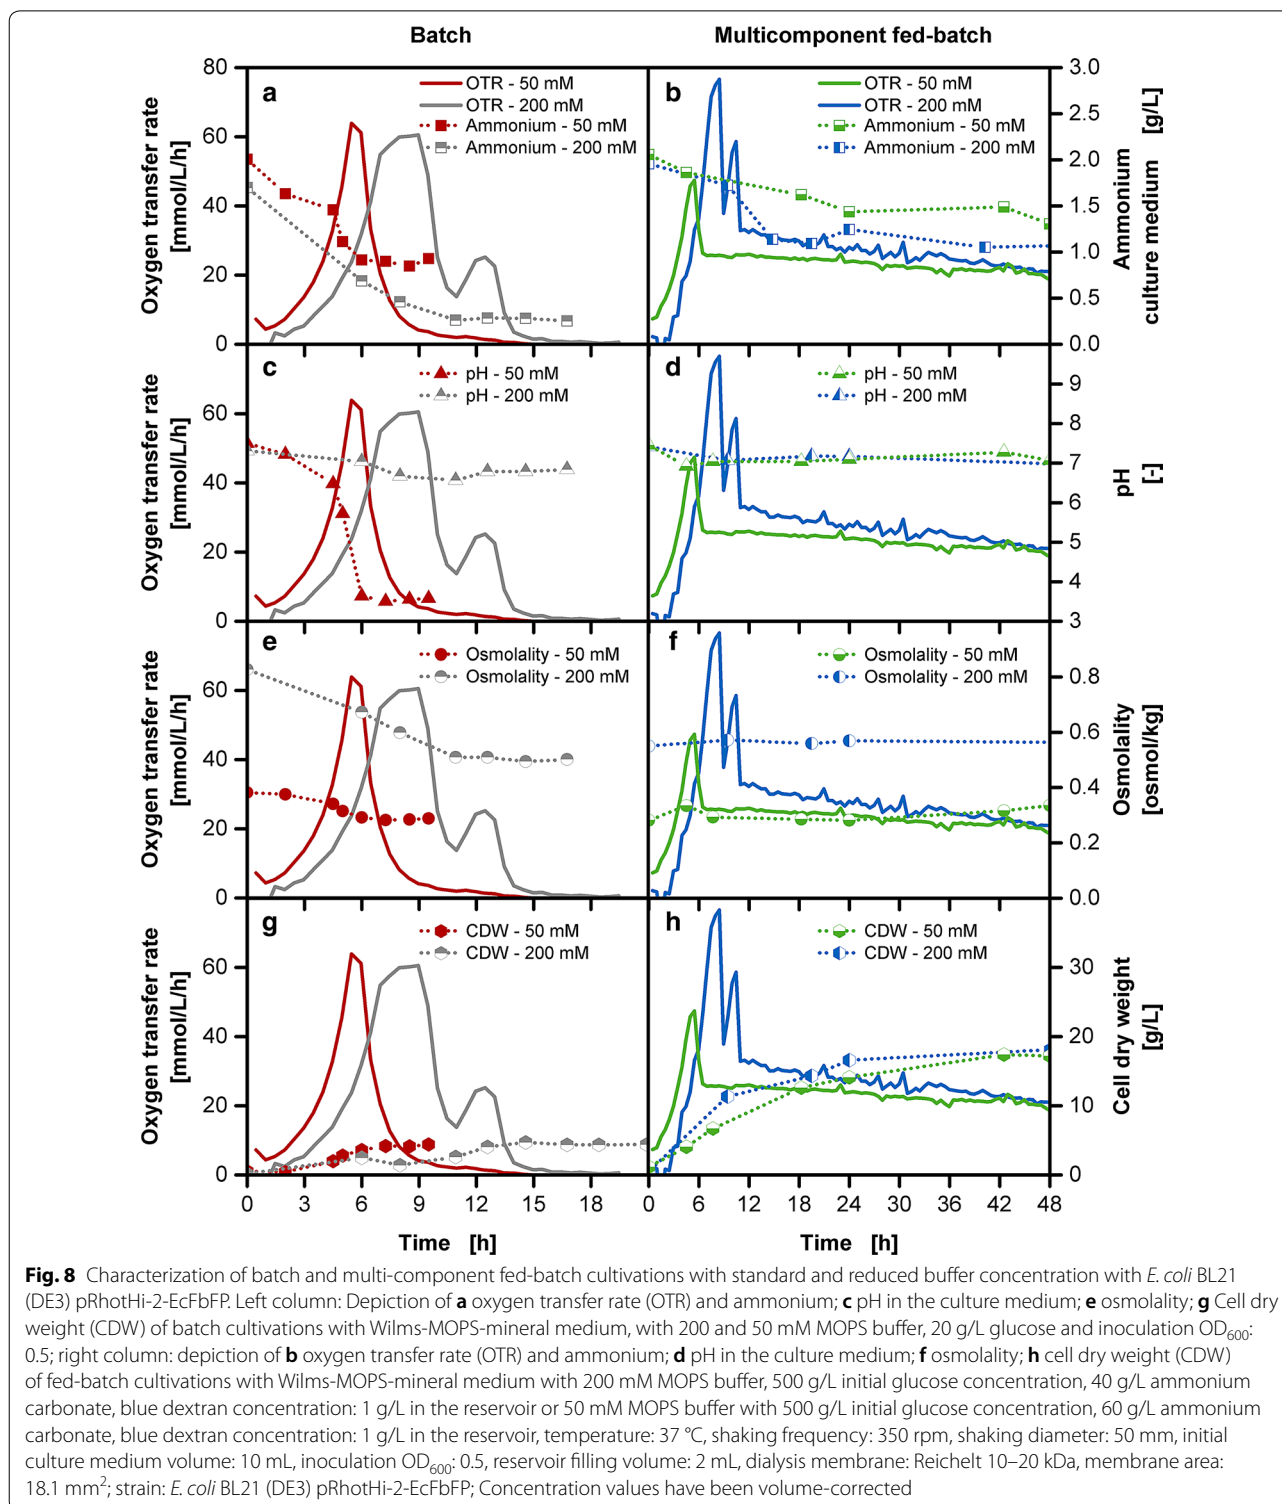 Batch
Multicomponent fed-batch
80
60
40
20
0
Oxygen transfer rate
[mmol/L/h]
a
OTR - 50 mM
OTR - 200 mM
Ammonium - 50 mM
Ammonium - 200 mM
b
OTR - 50 mM
OTR - 200 mM
Ammonium - 50 mM
Ammonium - 200 mM
3.0
2.5
2.0
1.5
1.0
0.5
0.0
Ammonium
culture medium [g/L]
60
40
20
0
Oxygen transfer rate
[mmol/L/h]
c
pH - 50 mM
pH - 200 mM
d
pH - 50 mM
pH - 200 mM
9
8
7
6
5
4
3
pH
[-]
60
40
20
0
Oxygen transfer rate
[mmol/L/h]
e
Osmolality - 50 mM
Osmolality - 200 mM
f
Osmolality - 50 mM
Osmolality - 200 mM
0.8
0.6
0.4
0.2
0.0
Osmolality
[osmol/kg]
60
40
20
0
Oxygen transfer rate
[mmol/L/h]
g
CDW - 50 mM
CDW - 200 mM
h
CDW - 50 mM
CDW - 200 mM
30
20
10
0
Cell dry weight
[g/L]
0 3 6 9 12 15 18
0 6 12 18 24 30 36 42 48
Time [h]
Time [h]
Fig. 8 Characterization of batch and multi-component fed-batch cultivations with standard and reduced buffer concentration with E. coli BL21
(DE3) pRhotHi-2-EcFbFP. Left column: Depiction of a oxygen transfer rate (OTR) and ammonium; c pH in the culture medium; e osmolality; g Cell dry
weight (CDW) of batch cultivations with Wilms-MOPS-mineral medium, with 200 and 50 mM MOPS buffer, 20 g/L glucose and inoculation OD600:
0.5; right column: depiction of b oxygen transfer rate (OTR) and ammonium; d pH in the culture medium; f osmolality; h cell dry weight (CDW)
of fed-batch cultivations with Wilms-MOPS-mineral medium with 200 mM MOPS buffer, 500 g/L initial glucose concentration, 40 g/L ammonium
carbonate, blue dextran concentration: 1 g/L in the reservoir or 50 mM MOPS buffer with 500 g/L initial glucose concentration, 60 g/L ammonium
carbonate, blue dextran concentration: 1 g/L in the reservoir, temperature: 37 °C, shaking frequency: 350 rpm, shaking diameter: 50 mm, initial
culture medium volume: 10 mL, inoculation OD600: 0.5, reservoir filling volume: 2 mL, dialysis membrane: Reichelt 10–20 kDa, membrane area:
18.1 mm²; strain: E. coli BL21 (DE3) pRhotHi-2-EcFbFP; Concentration values have been volume-corrected